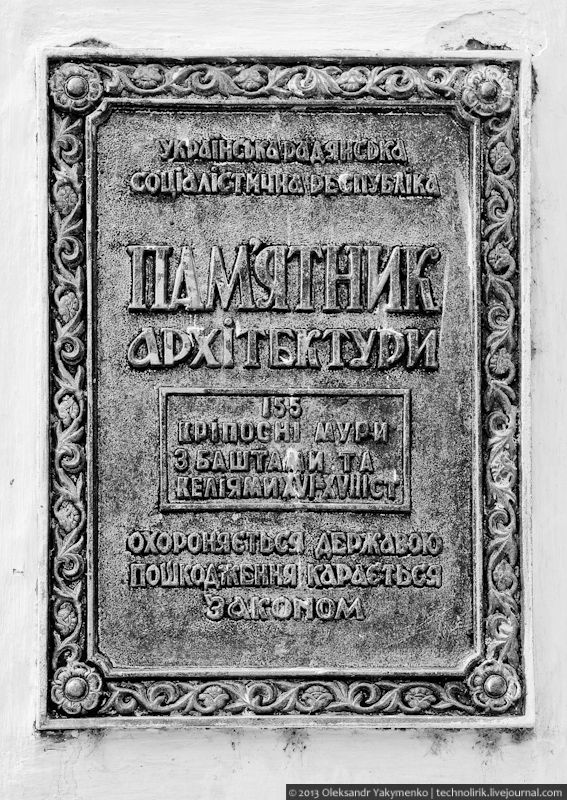 УКРАЇНСЬКА РАДЯНСЬКА
СОЦІАЛІСТИЧНА РЕСПУБЛІКА
ПАМ'ЯТНИК
АРХІТЕКТУРИ
155
КРІПОСНІ МУРИ
З БАШТАМИ ТА
КЕЛІЯМИ XVI-XVIII СТ
ОХОРОНЯЄТЬСЯ ДЕРЖАВОЮ
ПОШКОДЖЕННЯ КАРАЄТЬСЯ
ЗАКОНОМ
© 2013 Oleksandr Yakymenko | technolirik.livejournal.com